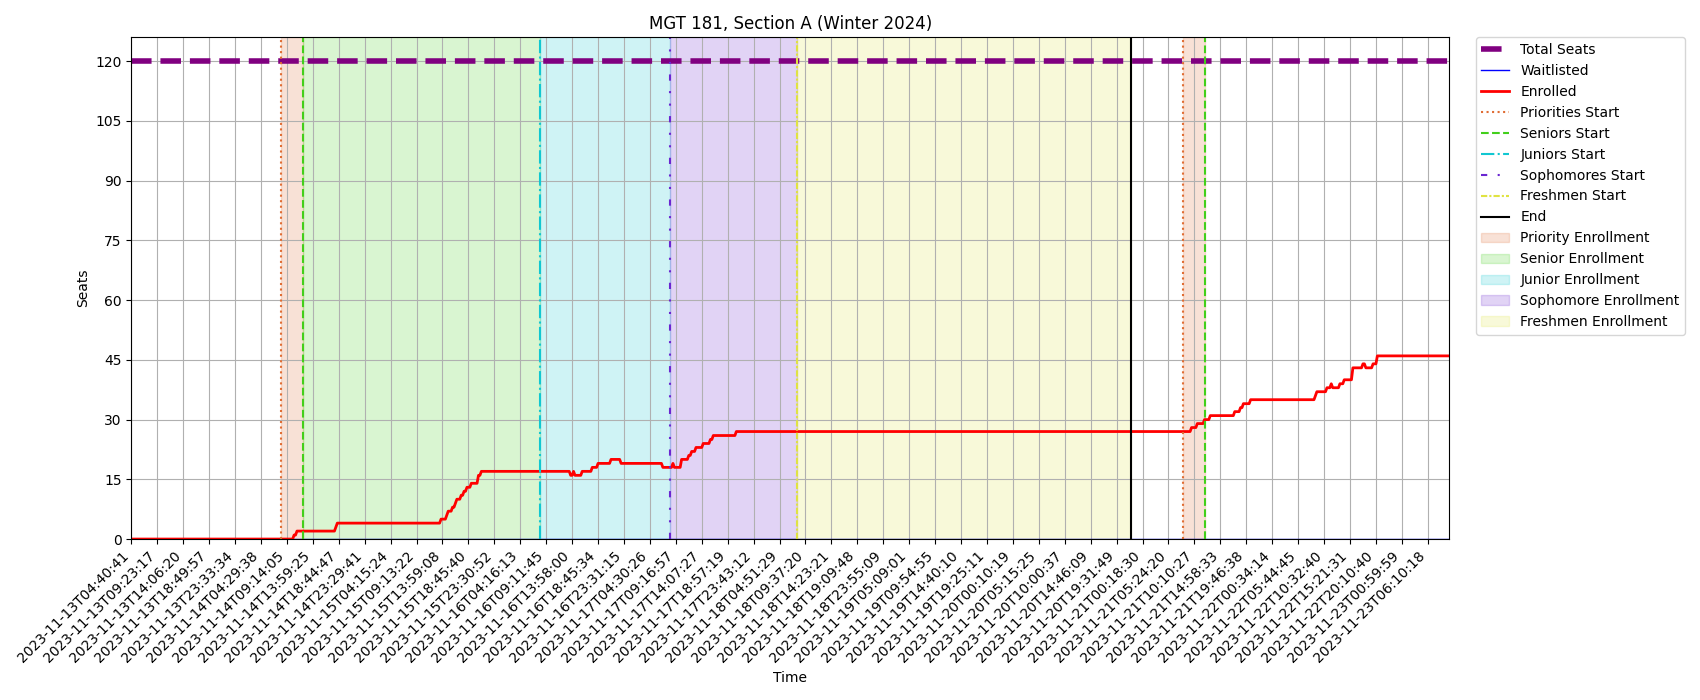 MGT 181, Section A (Winter 2024)
Seats
120
105
90
75
60
45
30
15
0
2023-11-13T04:40:41
2023-11-13T09:23:17
2023-11-13T14:06:20
2023-11-13T18:49:57
2023-11-13T23:33:34
2023-11-14T04:29:38
2023-11-14T09:14:05
2023-11-14T13:59:25
2023-11-14T18:44:47
2023-11-14T23:29:41
2023-11-15T04:15:24
2023-11-15T09:13:22
2023-11-15T13:59:08
2023-11-15T18:45:40
2023-11-15T23:30:52
2023-11-16T04:16:13
2023-11-16T09:11:45
2023-11-16T13:58:00
2023-11-16T18:45:34
2023-11-16T23:31:15
2023-11-17T04:30:26
2023-11-17T09:16:57
2023-11-17T14:07:27
2023-11-17T18:57:19
2023-11-17T23:43:12
2023-11-18T04:51:29
2023-11-18T09:37:20
2023-11-18T14:23:21
2023-11-18T19:09:48
2023-11-18T23:55:09
2023-11-19T05:09:01
2023-11-19T09:54:55
2023-11-19T14:40:10
2023-11-19T19:25:11
2023-11-20T00:10:19
2023-11-20T05:15:25
2023-11-20T10:00:37
2023-11-20T14:46:09
2023-11-20T19:31:49
2023-11-21T00:18:30
2023-11-21T05:24:20
2023-11-21T10:10:27
2023-11-21T14:58:33
2023-11-21T19:46:38
2023-11-22T00:34:14
2023-11-22T05:44:45
2023-11-22T10:32:40
2023-11-22T15:21:31
2023-11-22T20:10:40
2023-11-23T00:59:59
2023-11-23T06:10:18
Time
Total Seats
Waitlisted
Enrolled
Priorities Start
Seniors Start
Juniors Start
Sophomores Start
Freshmen Start
End
Priority Enrollment
Senior Enrollment
Junior Enrollment
Sophomore Enrollment
Freshmen Enrollment